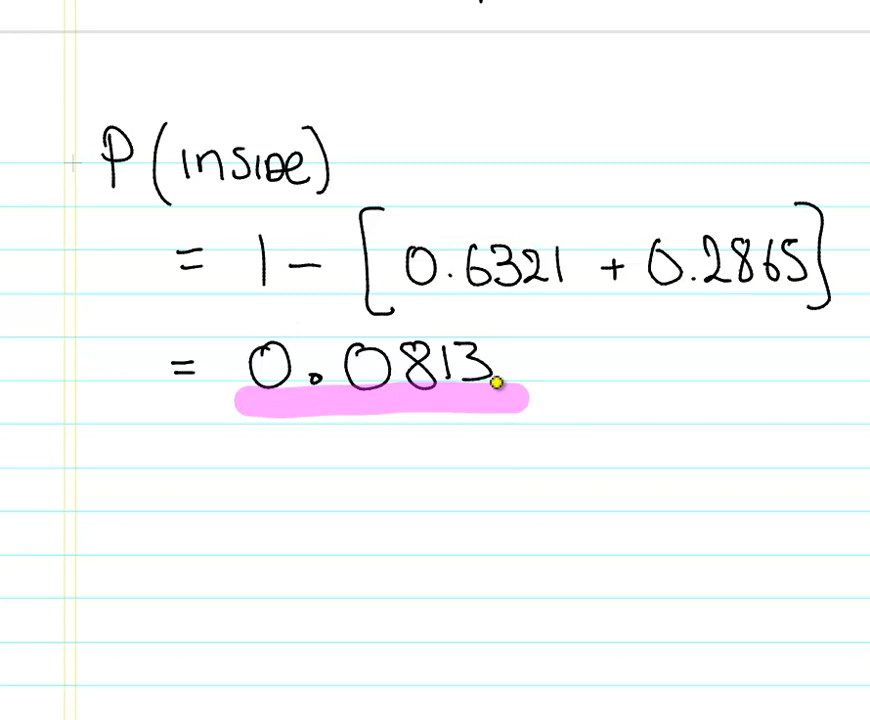 P(inside)
= 1 - [0.6321 + 0.2865]
= 0.0813.